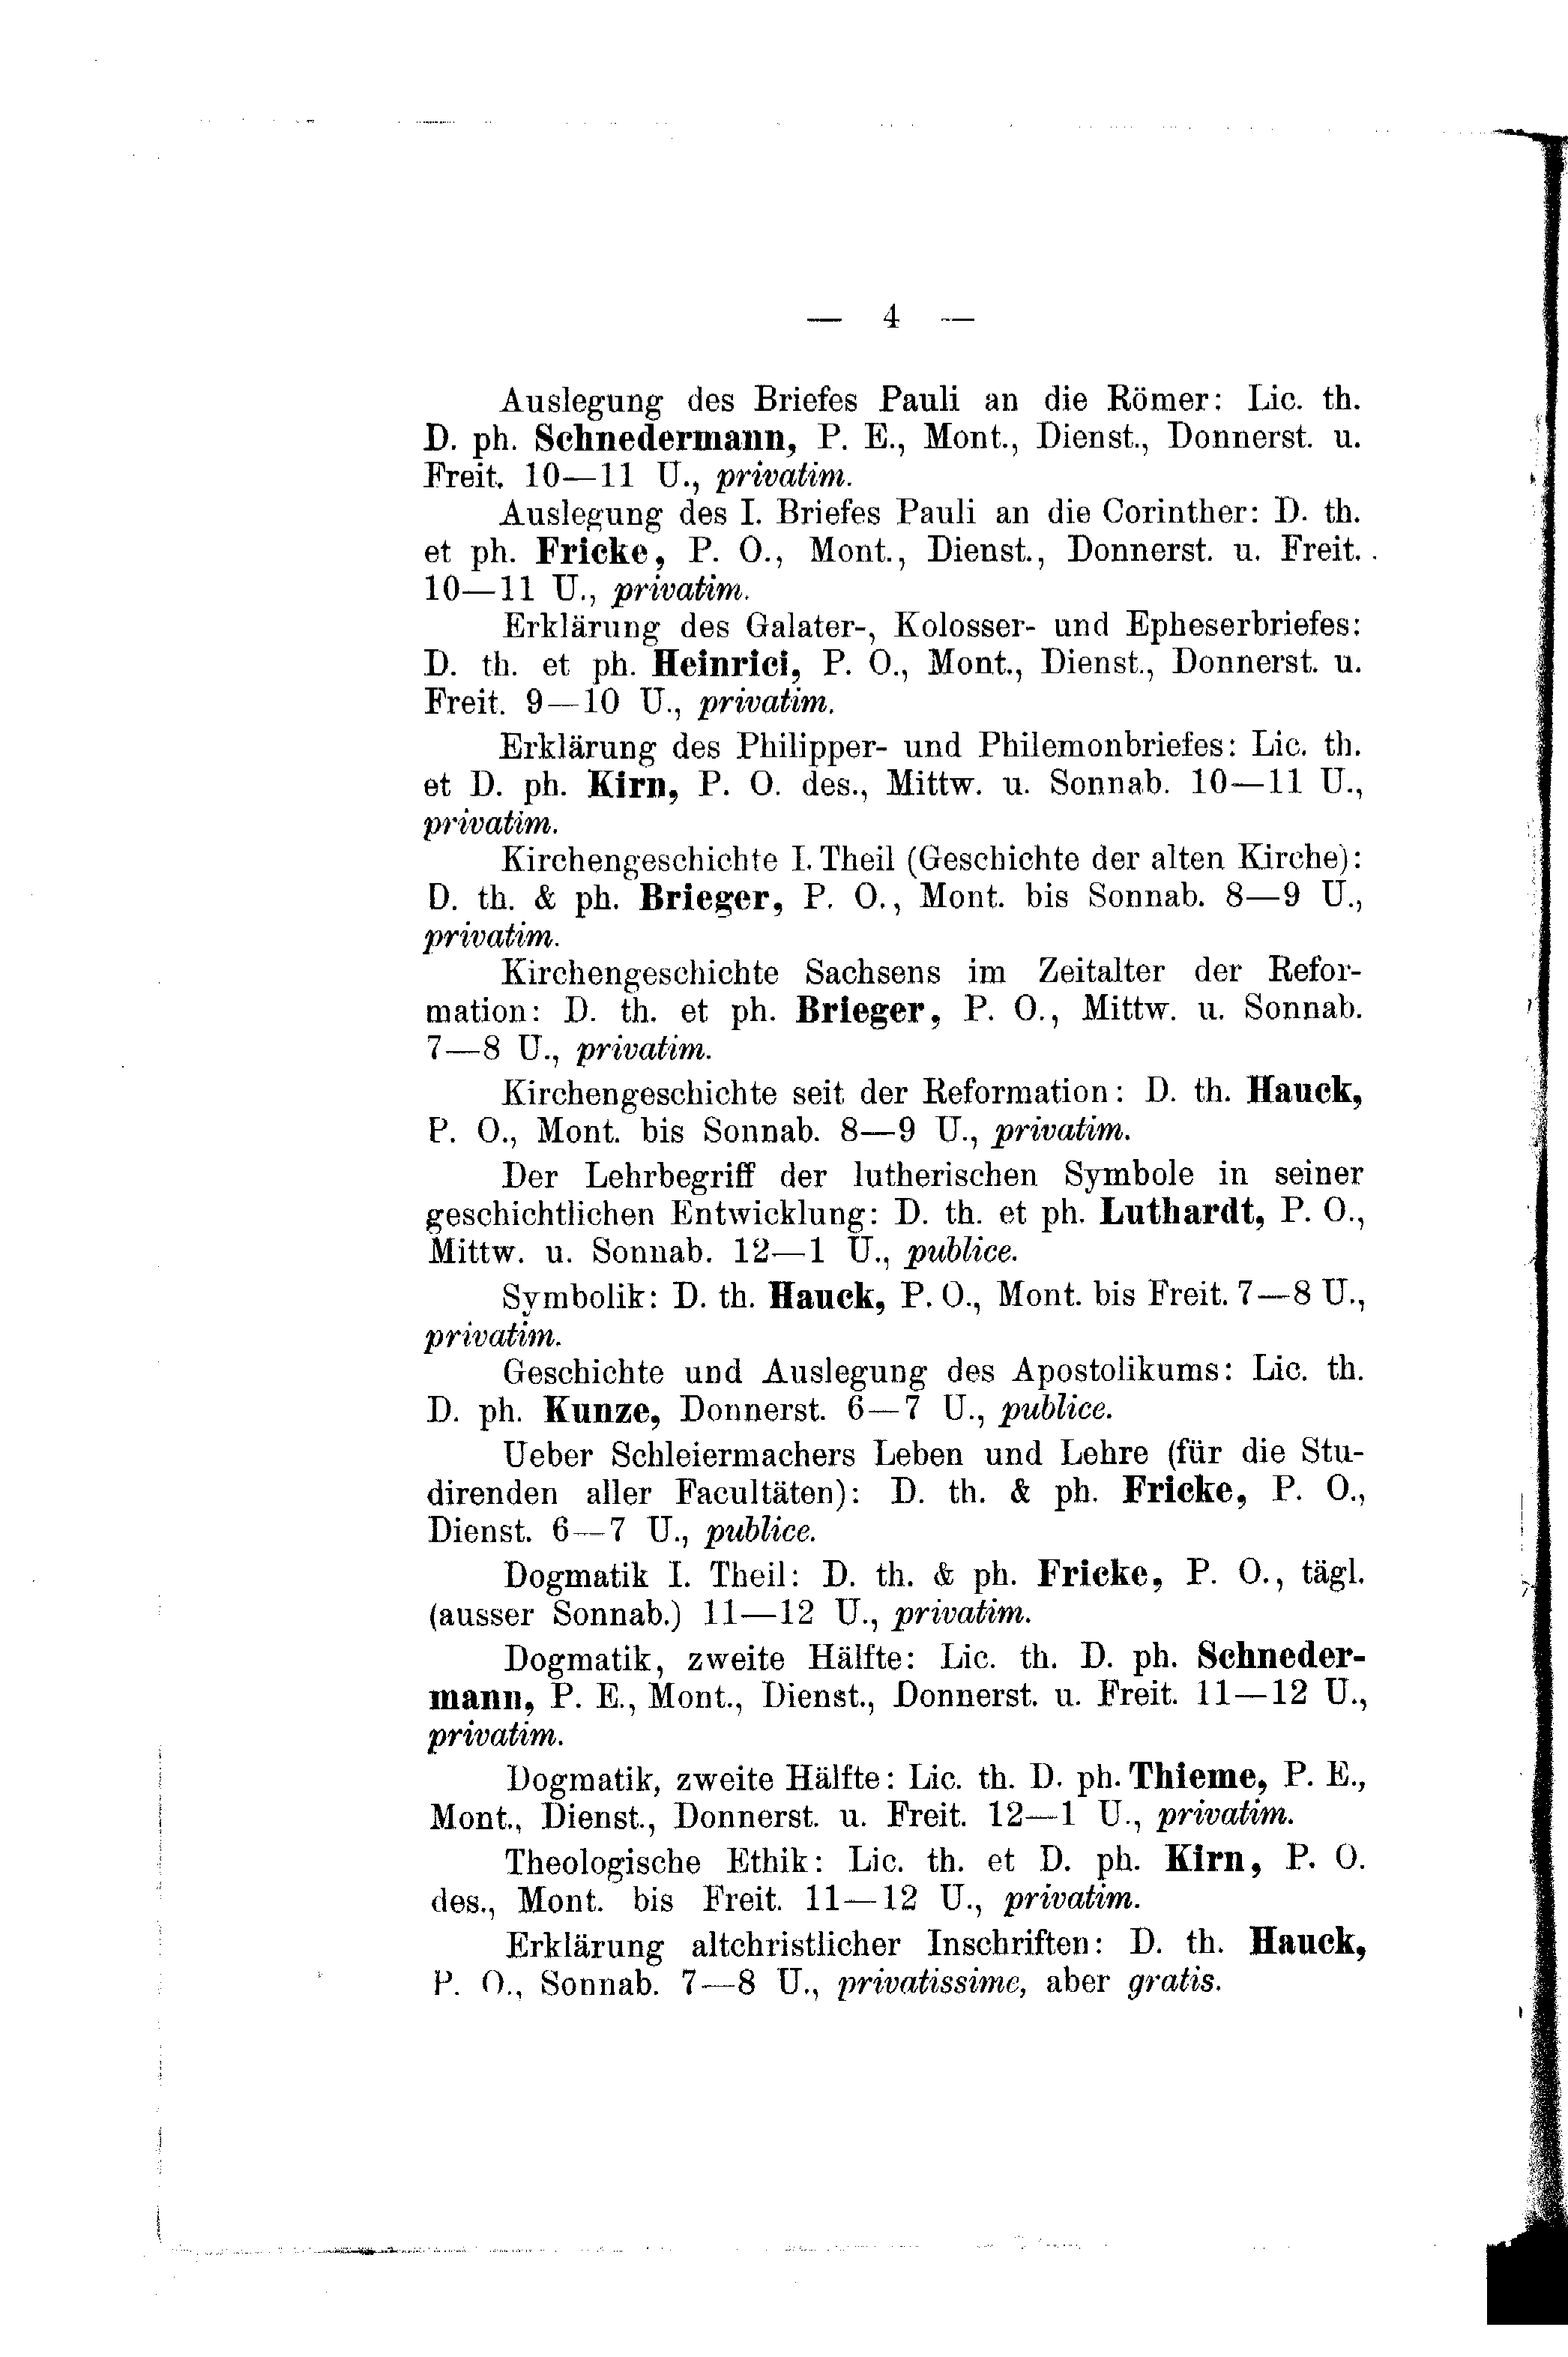 — 4 —
Auslegung des Briefes Pauli an die Römer: Lic. th.
D. ph. Schnedermann, P. E., Mont., Dienst., Donnerst. u.
Freit. 10—11 U., privatim.
Auslegung des I. Briefes Pauli an die Corinther: D. th.
et ph. Fricke, P. O., Mont., Dienst., Donnerst. u. Freit.
10—11 U., privatim.
Erklärung des Galater-, Kolosser- und Epheserbriefes:
D. th. et ph. Heinrici, P. O., Mont., Dienst., Donnerst. u.
Freit. 9—10 U., privatim.
Erklärung des Philipper- und Philemonbriefes: Lic. th.
et D. ph. Kirn, P. O. des., Mittw. u. Sonnab. 10—11 U.,
privatim.
Kirchengeschichte I. Theil (Geschichte der alten Kirche):
D. th. & ph. Brieger, P. O., Mont. bis Sonnab. 8—9 U.,
privatim.
Kirchengeschichte Sachsens im Zeitalter der Refor-
mation: D. th. et ph. Brieger, P. O., Mittw. u. Sonnab.
7—8 U., privatim.
Kirchengeschichte seit der Reformation: D. th. Hauck,
P. O., Mont. bis Sonnab. 8—9 U., privatim.
Der Lehrbegriff der lutherischen Symbole in seiner
geschichtlichen Entwicklung: D. th. et ph. Luthardt, P. O.,
Mittw. u. Sonnab. 12—1 U., publice.
Symbolik: D. th. Hauck, P. O., Mont. bis Freit. 7—8 U.,
privatim.
Geschichte und Auslegung des Apostolikums: Lic. th.
D. ph. Kunze, Donnerst. 6—7 U., publice.
Ueber Schleiermachers Leben und Lehre (für die Stu-
direnden aller Facultäten): D. th. & ph. Fricke, P. O.,
Dienst. 6—7 U., publice.
Dogmatik I. Theil: D. th. & ph. Fricke, P. O., tägl.
(ausser Sonnab.) 11—12 U., privatim.
Dogmatik, zweite Hälfte: Lic. th. D. ph. Schneder-
mann, P. E., Mont., Dienst., Donnerst. u. Freit. 11—12 U.,
privatim.
Dogmatik, zweite Hälfte: Lic. th. D. ph. Thieme, P. E.,
Mont., Dienst., Donnerst. u. Freit. 12—1 U., privatim.
Theologische Ethik: Lic. th. et D. ph. Kirn, P. O.
des., Mont. bis Freit. 11—12 U., privatim.
Erklärung altchristlicher Inschriften: D. th. Hauck,
P. O., Sonnab. 7—8 U., privatissime, aber gratis.